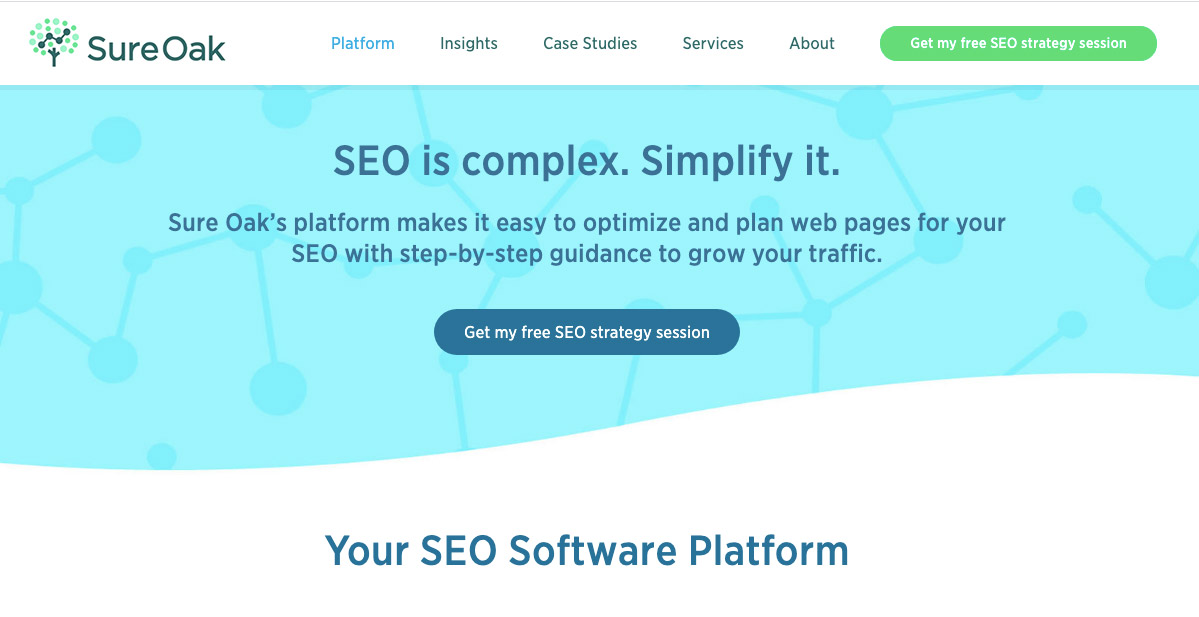 SureOak
Platform
Insights
Case Studies
Services
About
Get my free SEO strategy session
SEO is complex. Simplify it.
Sure Oak’s platform makes it easy to optimize and plan web pages for your
SEO with step-by-step guidance to grow your traffic.
Get my free SEO strategy session
Your SEO Software Platform